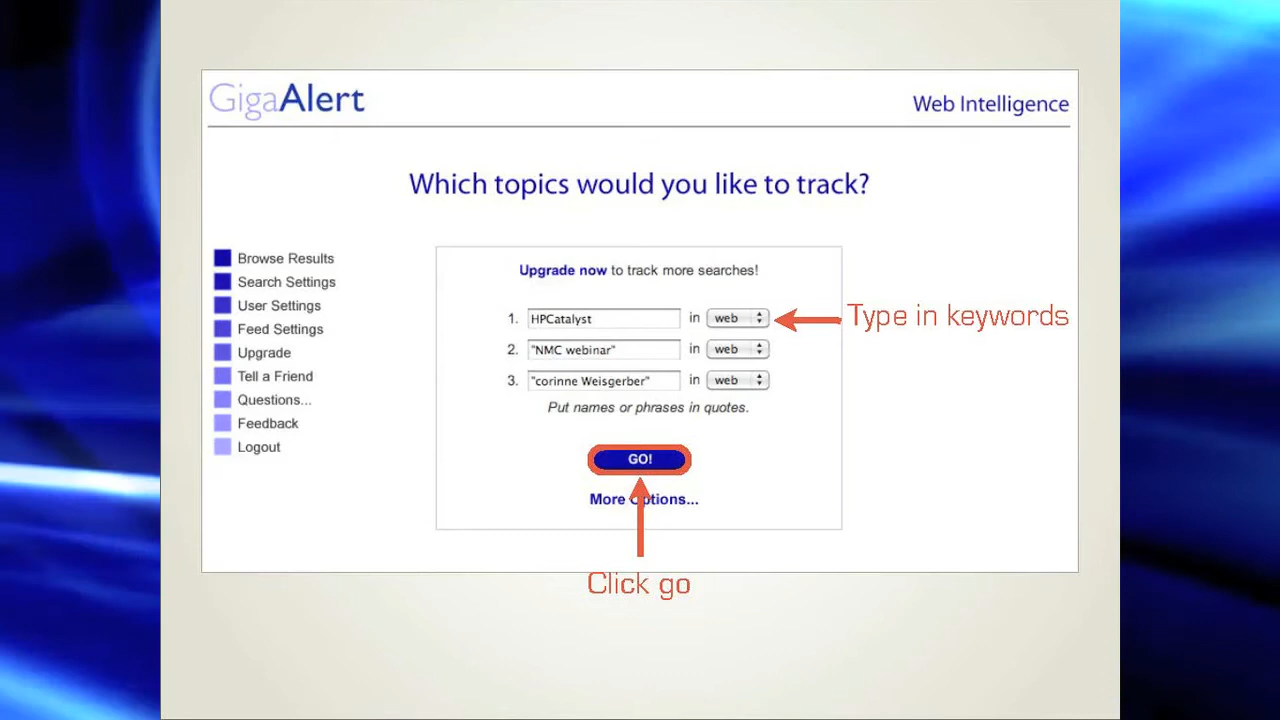 GigaAlert
Web Intelligence
Which topics would you like to track?
Browse Results
Search Settings
User Settings
Feed Settings
Upgrade
Tell a Friend
Questions...
Feedback
Logout
Upgrade now to track more searches!
1. HPCatalyst in web
2. "NMC webinar" in web
3. "corinne Weisgerber" in web
Put names or phrases in quotes.
GO!
More Options...
Type in keywords
Click go